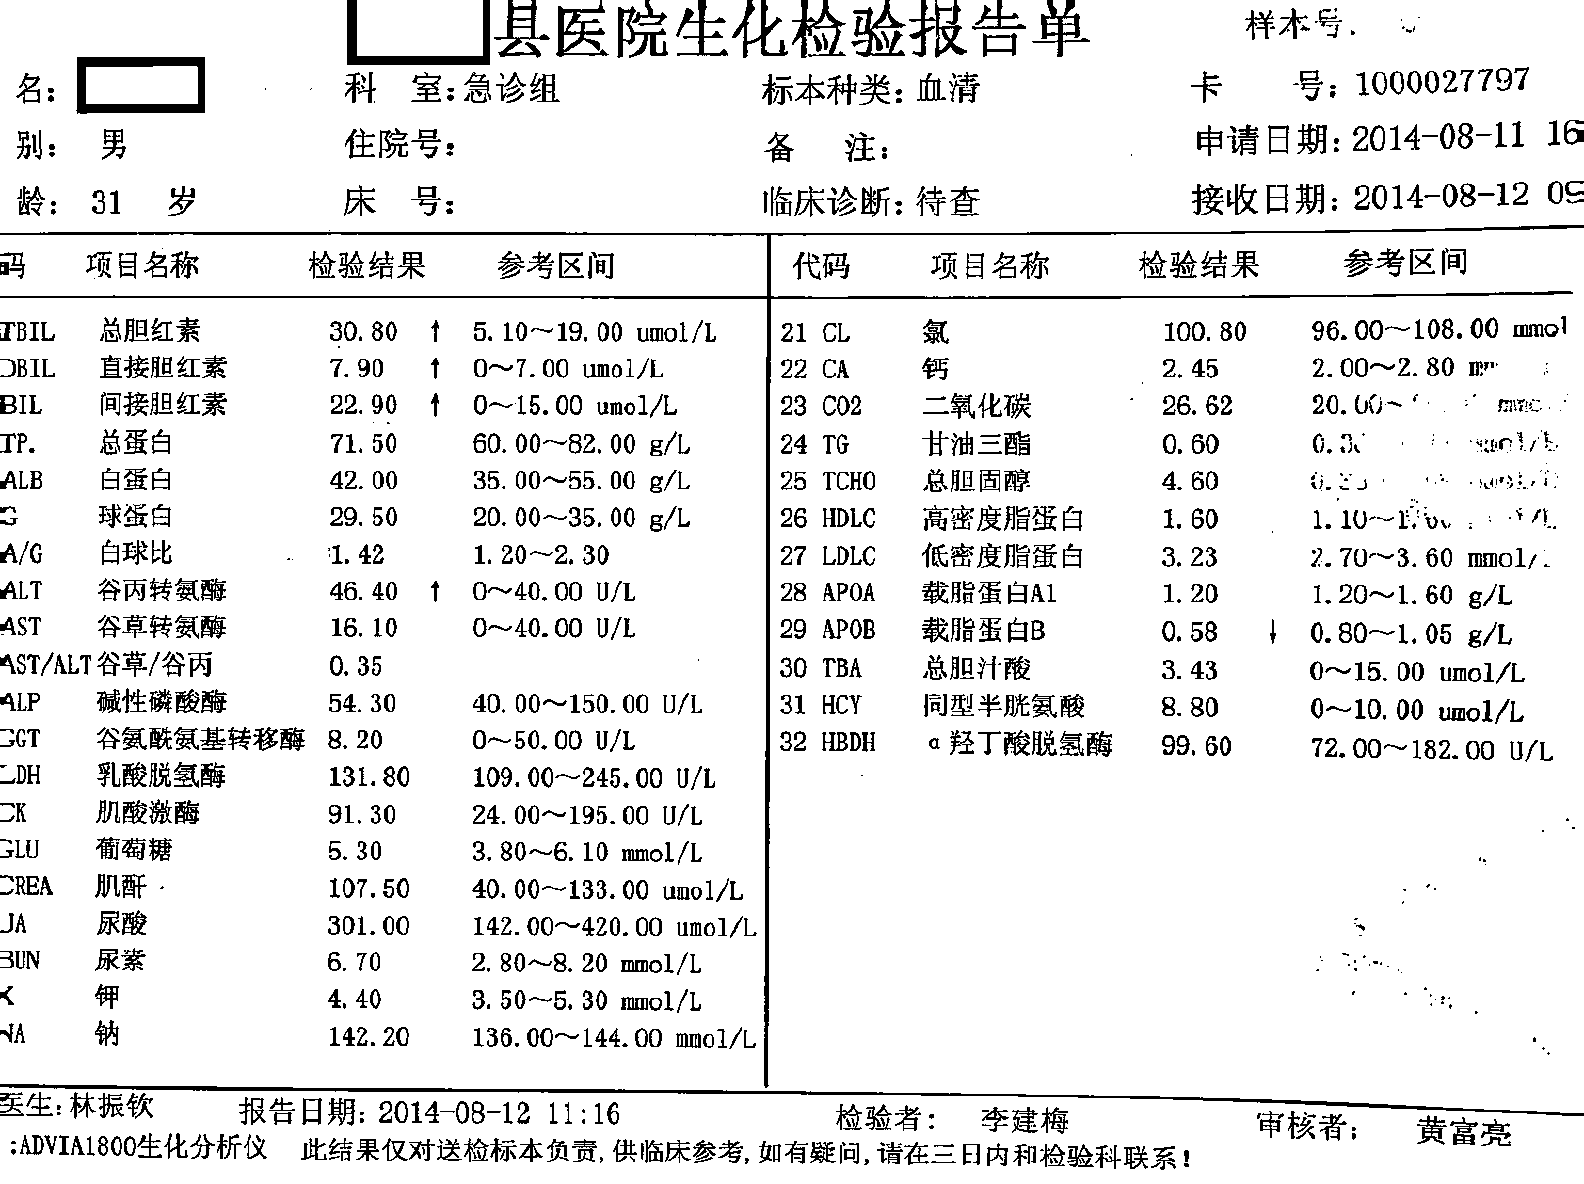 县医院生化检验报告单 样本号.
名: 科 室:急诊组 标本种类:血清 卡 号: 1000027797
别: 男 住院号: 备 注: 申请日期: 2014-08-11 16
龄: 31 岁 床 号: 临床诊断: 待查 接收日期: 2014-08-12 09
码 项目名称 检验结果 参考区间 代码 项目名称 检验结果 参考区间
TBIL 总胆红素 30.80 ↑ 5.10～19.00 umol/L 21 CL 氯 100.80 96.00～108.00 mmol
DBIL 直接胆红素 7.90 ↑ 0～7.00 umol/L 22 CA 钙 2.45 2.00～2.80
BIL 间接胆红素 22.90 ↑ 0～15.00 umol/L 23 CO2 二氧化碳 26.62 20.00～
TP. 总蛋白 71.50 60.00～82.00 g/L 24 TG 甘油三酯 0.60
ALB 白蛋白 42.00 35.00～55.00 g/L 25 TCHO 总胆固醇 4.60
G 球蛋白 29.50 20.00～35.00 g/L 26 HDLC 高密度脂蛋白 1.60 1.10～
A/G 白球比 1.42 1.20～2.30 27 LDLC 低密度脂蛋白 3.23 2.70～3.60 mmol/
ALT 谷丙转氨酶 46.40 ↑ 0～40.00 U/L 28 APOA 载脂蛋白A1 1.20 1.20～1.60 g/L
AST 谷草转氨酶 16.10 0～40.00 U/L 29 APOB 载脂蛋白B 0.58 ↓ 0.80～1.05 g/L
AST/ALT 谷草/谷丙 0.35 30 TBA 总胆汁酸 3.43 0～15.00 umol/L
ALP 碱性磷酸酶 54.30 40.00～150.00 U/L 31 HCY 同型半胱氨酸 8.80 0～10.00 umol/L
GGT 谷氨酰氨基转移酶 8.20 0～50.00 U/L 32 HBDH α羟丁酸脱氢酶 99.60 72.00～182.00 U/L
LDH 乳酸脱氢酶 131.80 109.00～245.00 U/L
CK 肌酸激酶 91.30 24.00～195.00 U/L
GLU 葡萄糖 5.30 3.80～6.10 mmol/L
CREA 肌酐 107.50 40.00～133.00 umol/L
UA 尿酸 301.00 142.00～420.00 umol/L
BUN 尿素 6.70 2.80～8.20 mmol/L
K 钾 4.40 3.50～5.30 mmol/L
NA 钠 142.20 136.00～144.00 mmol/L
医生: 林振钦 报告日期: 2014-08-12 11:16 检验者: 李建梅 审核者: 黄富亮
:ADVIA1800生化分析仪 此结果仅对送检标本负责,供临床参考,如有疑问,请在三日内和检验科联系!